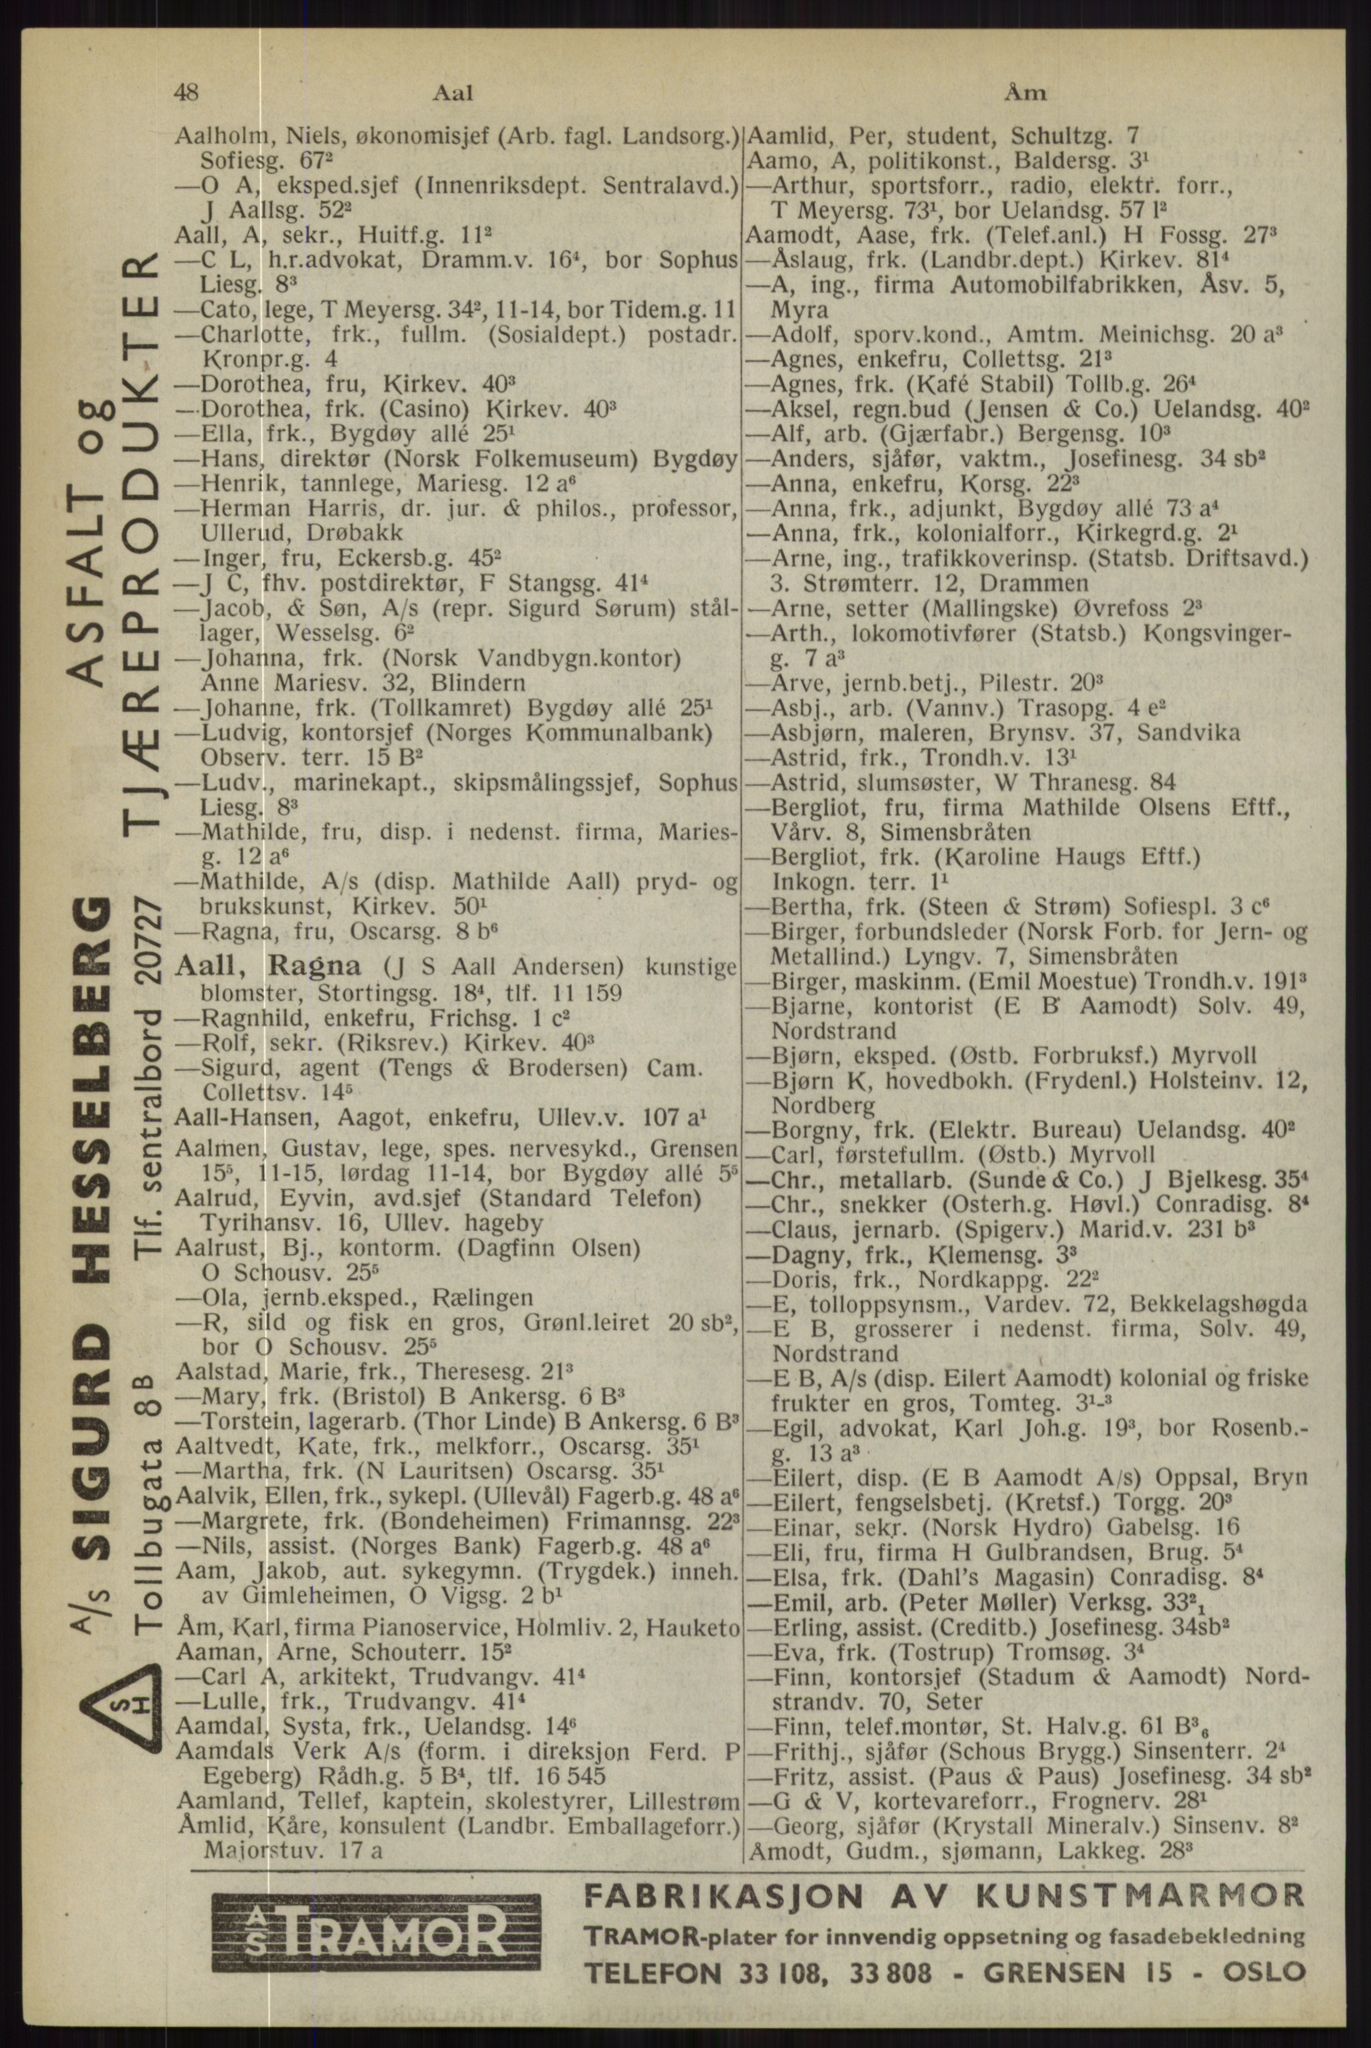 48
Aal
Åm
Aalholm, Niels, økonomisjef (Arb. fagl. Landsorg.)
Sofiesg. 67²
—O A, eksped.sjef (Innenriksdept. Sentralavd.)
J Aallsg. 52²
Aall, A, sekr., Huitf.g. 11²
—C L, h.r.advokat, Dramm.v. 16⁴, bor Sophus
Liesg. 8³
—Cato, lege, T Meyersg. 34², 11-14, bor Tidem.g. 11
—Charlotte, frk., fullm. (Sosialdept.) postadr.
Kronpr.g. 4
—Dorothea, fru, Kirkev. 40³
—Dorothea, frk. (Casino) Kirkev. 40³
—Ella, frk., Bygdøy allé 25¹
—Hans, direktør (Norsk Folkemuseum) Bygdøy
—Henrik, tannlege, Mariesg. 12 a⁶
—Herman Harris, dr. jur. & philos., professor,
Ullerud, Drøbakk
—Inger, fru, Eckersb.g. 45²
—J C, fhv. postdirektør, F Stangsg. 41⁴
—Jacob, & Søn, A/s (repr. Sigurd Sørum) stål-
lager, Wesselsg. 6²
—Johanna, frk. (Norsk Vandbygn.kontor)
Anne Mariesv. 32, Blindern
—Johanne, frk. (Tollkamret) Bygdøy allé 25¹
—Ludvig, kontorsjef (Norges Kommunalbank)
Observ. terr. 15 B²
—Ludv., marinekapt., skipsmålingssjef, Sophus
Liesg. 8³
—Mathilde, fru, disp. i nedenst. firma, Maries-
g. 12 a⁶
—Mathilde, A/s (disp. Mathilde Aall) pryd- og
brukskunst, Kirkev. 50¹
—Ragna, fru, Oscarsg. 8 b⁶
Aall, Ragna (J S Aall Andersen) kunstige
blomster, Stortingsg. 18⁴, tlf. 11 159
—Ragnhild, enkefru, Frichsg. 1 c²
—Rolf, sekr. (Riksrev.) Kirkev. 40³
—Sigurd, agent (Tengs & Brodersen) Cam.
Collettsv. 14⁵
Aall-Hansen, Aagot, enkefru, Ullev.v. 107 a¹
Aalmen, Gustav, lege, spes. nervesykd., Grensen
15⁵, 11-15, lørdag 11-14, bor Bygdøy allé 5⁵
Aalrud, Eyvin, avd.sjef (Standard Telefon)
Tyrihansv. 16, Ullev. hageby
Aalrust, Bj., kontorm. (Dagfinn Olsen)
O Schousv. 25⁵
—Ola, jernb.eksped., Rælingen
—R, sild og fisk en gros, Grønl.leiret 20 sb²,
bor O Schousv. 25⁵
Aalstad, Marie, frk., Theresesg. 21³
—Mary, frk. (Bristol) B Ankersg. 6 B³
—Torstein, lagerarb. (Thor Linde) B Ankersg. 6 B³
Aaltvedt, Kate, frk., melkforr., Oscarsg. 35¹
—Martha, frk. (N Lauritsen) Oscarsg. 35¹
Aalvik, Ellen, frk., sykepl. (Ullevål) Fagerb.g. 48 a⁶
—Margrete, frk. (Bondeheimen) Frimannsg. 22³
—Nils, assist. (Norges Bank) Fagerb.g. 48 a⁶
Aam, Jakob, aut. sykegymn. (Trygdek.) inneh.
av Gimleheimen, O Vigsg. 2 b¹
Åm, Karl, firma Pianoservice, Holmliv. 2, Hauketo
Aaman, Arne, Schouterr. 15²
—Carl A, arkitekt, Trudvangv. 41⁴
—Lulle, frk., Trudvangv. 41⁴
Aamdal, Systa, frk., Uelandsg. 14⁶
Aamdals Verk A/s (form. i direksjon Ferd. P
Egeberg) Rådh.g. 5 B⁴, tlf. 16 545
Aamland, Tellef, kaptein, skolestyrer, Lillestrøm
Åmlid, Kåre, konsulent (Landbr. Emballageforr.)
Majorstuv. 17 a
Aamlid, Per, student, Schultzg. 7
Aamo, A, politikonst., Baldersg. 3¹
—Arthur, sportsforr., radio, elektr. forr.,
T Meyersg. 73¹, bor Uelandsg. 57 I²
Aamodt, Aase, frk. (Telef.anl.) H Fossg. 27³
—Åslaug, frk. (Landbr.dept.) Kirkev. 81⁴
—A, ing., firma Automobilfabrikken, Åsv. 5,
Myra
—Adolf, sporv.kond., Amtm. Meinichsg. 20 a³
—Agnes, enkefru, Collettsg. 21³
—Agnes, frk. (Kafé Stabil) Tollb.g. 26⁴
—Aksel, regn.bud (Jensen & Co.) Uelandsg. 40²
—Alf, arb. (Gjærfabr.) Bergensg. 10³
—Anders, sjåfør, vaktm., Josefinesg. 34 sb²
—Anna, enkefru, Korsg. 22³
—Anna, frk., adjunkt, Bygdøy allé 73 a⁴
—Anna, frk., kolonialforr., Kirkegrd.g. 2¹
—Arne, ing., trafikkoverinsp. (Statsb. Driftsavd.)
3. Strømterr. 12, Drammen
—Arne, setter (Mallingske) Øvrefoss 2³
—Arth., lokomotivfører (Statsb.) Kongsvinger-
g. 7 a³
—Arve, jernb.betj., Pilestr. 20³
—Asbj., arb. (Vannv.) Trasopg. 4 e²
—Asbjørn, maleren, Brynsv. 37, Sandvika
—Astrid, frk., Trondh.v. 13¹
—Astrid, slumsøster, W Thranesg. 84
—Bergliot, fru, firma Mathilde Olsens Eftf.,
Vårv. 8, Simensbråten
—Bergliot, frk. (Karoline Haugs Eftf.)
Inkogn. terr. 1¹
—Bertha, frk. (Steen & Strøm) Sofiespl. 3 c⁶
—Birger, forbundsleder (Norsk Forb. for Jern- og
Metallind.) Lyngv. 7, Simensbråten
—Birger, maskinm. (Emil Moestue) Trondh.v. 191³
—Bjarne, kontorist (E B Aamodt) Solv. 49,
Nordstrand
—Bjørn, eksped. (Østb. Forbruksf.) Myrvoll
—Bjørn K, hovedbokh. (Frydenl.) Holsteinv. 12,
Nordberg
—Borgny, frk. (Elektr. Bureau) Uelandsg. 40²
—Carl, førstefullm. (Østb.) Myrvoll
—Chr., metallarb. (Sunde & Co.) J Bjelkesg. 35⁴
—Chr., snekker (Osterh.g. Høvl.) Conradisg. 8⁴
—Claus, jernarb. (Spigerv.) Marid.v. 231 b³
—Dagny, frk., Klemensg. 3³
—Doris, frk., Nordkappg. 22²
—E, tolloppsynsm., Vardev. 72, Bekkelagshøgda
—E B, grosserer i nedenst. firma, Solv. 49,
Nordstrand
—E B, A/s (disp. Eilert Aamodt) kolonial og friske
frukter en gros, Tomteg. 3¹-³
—Egil, advokat, Karl Joh.g. 19³, bor Rosenb.-
g. 13 a³
—Eilert, disp. (E B Aamodt A/s) Oppsal, Bryn
—Eilert, fengselsbetj. (Kretsf.) Torgg. 20³
—Einar, sekr. (Norsk Hydro) Gabelsg. 16
—Eli, fru, firma H Gulbrandsen, Brug. 5⁴
—Elsa, frk. (Dahl's Magasin) Conradisg. 8⁴
—Emil, arb. (Peter Møller) Verksg. 33²₁
—Erling, assist. (Creditb.) Josefinesg. 34sb²
—Eva, frk. (Tostrup) Tromsøg. 3⁴
—Finn, kontorsjef (Stadum & Aamodt) Nord-
strandv. 70, Seter
—Finn, telef.montør, St. Halv.g. 61 B³₆
—Frithj., sjåfør (Schous Brygg.) Sinsenterr. 2⁴
—Fritz, assist. (Paus & Paus) Josefinesg. 34 sb²
—G & V, kortevareforr., Frognerv. 28¹
—Georg, sjåfør (Krystall Mineralv.) Sinsenv. 8²
Åmodt, Gudm., sjømann, Lakkeg. 28³
ASFALT og
TJÆREPRODUKTER
A/s SIGURD HESSELBERG
Tollbugata 8 B Tlf. sentralbord 20727
SSH
A/S TRAMOR
FABRIKASJON AV KUNSTMARMOR
TRAMOR-plater for innvendig oppsetning og fasadebekledning
TELEFON 33 108, 33 808 - GRENSEN 15 - OSLO